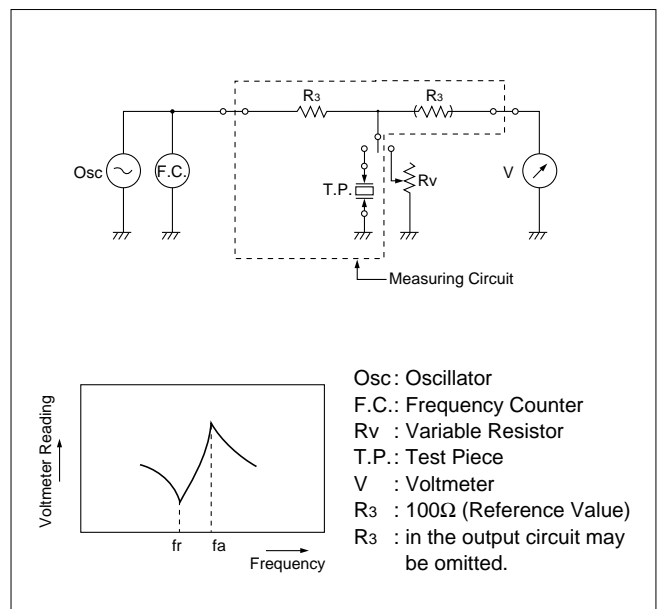 R3
R3
Osc
F.C.
T.P.
Rv
V
Measuring Circuit
Voltmeter Reading
fr
fa
Frequency
Osc : Oscillator
F.C. : Frequency Counter
Rv : Variable Resistor
T.P. : Test Piece
V : Voltmeter
R3 : 100Ω (Reference Value)
R3 : in the output circuit may
be omitted.